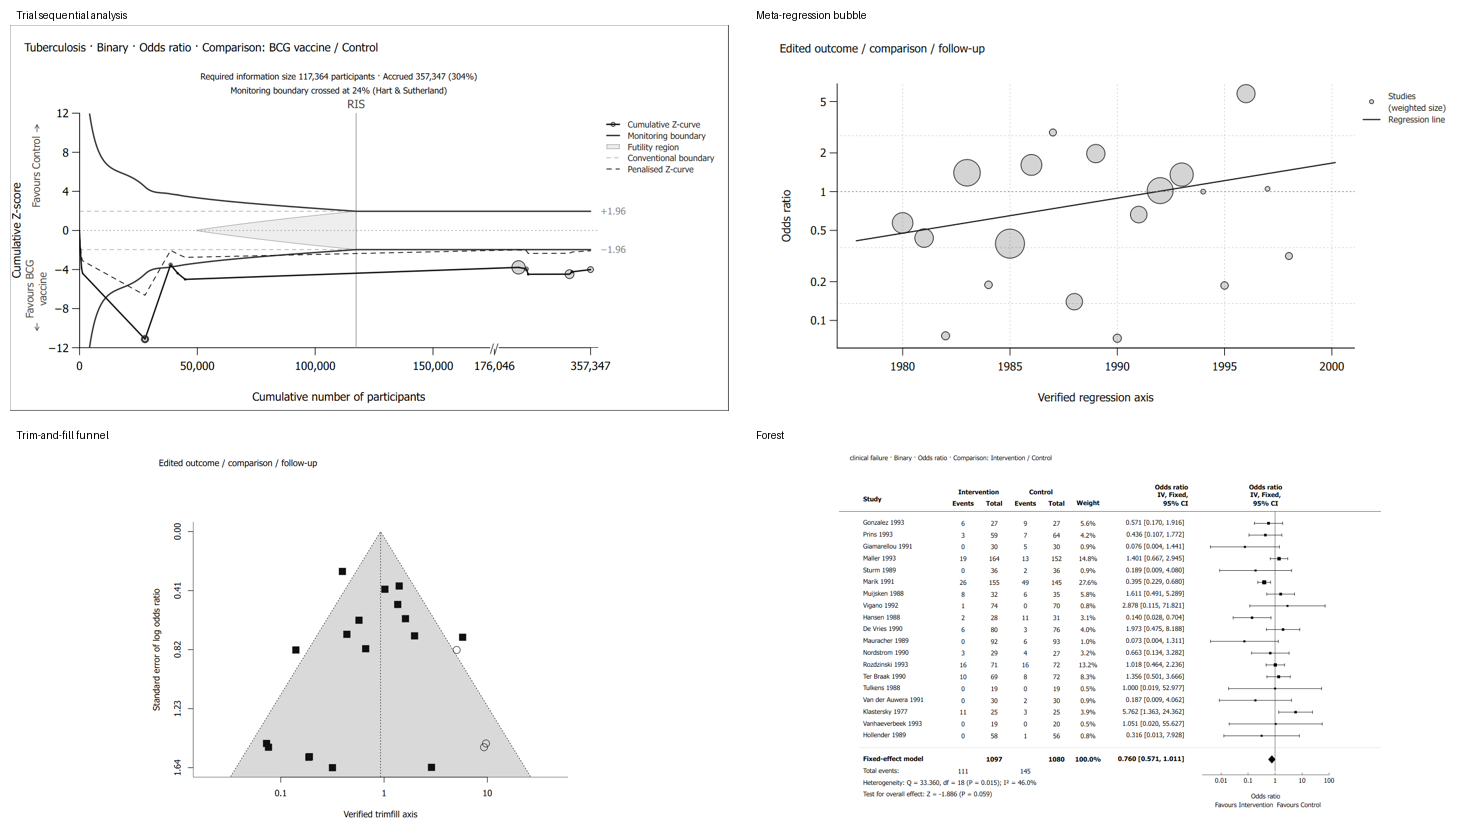 Trial sequential analysis
Tuberculosis · Binary · Odds ratio · Comparison: BCG vaccine / Control
Required information size 117,364 participants · Accrued 357,347 (304%)
Monitoring boundary crossed at 24% (Hart & Sutherland)
RIS
12
8
4
0
−4
−8
−12
Cumulative Z-score
Favours Control →
← Favours BCG
vaccine
+1.96
−1.96
0
50,000
100,000
150,000
176,046
357,347
Cumulative number of participants
Cumulative Z-curve
Monitoring boundary
Futility region
Conventional boundary
Penalised Z-curve
Meta-regression bubble
Edited outcome / comparison / follow-up
5
2
1
0.5
0.2
0.1
Odds ratio
1980
1985
1990
1995
2000
Verified regression axis
Studies
(weighted size)
Regression line
Trim-and-fill funnel
Edited outcome / comparison / follow-up
0.00
0.41
0.82
1.23
1.64
Standard error of log odds ratio
0.1
1
10
Verified trimfill axis
Forest
clinical failure · Binary · Odds ratio · Comparison: Intervention / Control
Intervention Control Odds ratio IV, Fixed, 95% CI Odds ratio IV, Fixed, 95% CI
Study Events Total Events Total Weight
Gonzalez 1993 6 27 9 27 5.6% 0.571 [0.170, 1.916]
Prins 1993 3 59 7 64 4.2% 0.436 [0.107, 1.772]
Giamarellou 1991 0 30 5 30 0.9% 0.076 [0.004, 1.441]
Maller 1993 19 164 13 152 14.8% 1.401 [0.667, 2.945]
Sturm 1989 0 36 2 36 0.9% 0.189 [0.009, 4.080]
Marik 1991 26 155 49 145 27.6% 0.395 [0.229, 0.680]
Muijsken 1988 8 32 6 35 5.8% 1.611 [0.491, 5.289]
Vigano 1992 1 74 0 70 0.8% 2.878 [0.115, 71.821]
Hansen 1988 2 28 11 31 3.1% 0.140 [0.028, 0.704]
De Vries 1990 6 80 3 76 4.0% 1.973 [0.475, 8.188]
Mauracher 1989 0 92 6 93 1.0% 0.073 [0.004, 1.311]
Nordstrom 1990 3 29 4 27 3.2% 0.663 [0.134, 3.282]
Rozdzinski 1993 16 71 16 72 13.2% 1.018 [0.464, 2.236]
Ter Braak 1990 10 69 8 72 8.3% 1.356 [0.501, 3.666]
Tulkens 1988 0 19 0 19 0.5% 1.000 [0.019, 52.977]
Van der Auwera 1991 0 30 2 30 0.9% 0.187 [0.009, 4.062]
Klastersky 1977 11 25 3 25 3.9% 5.762 [1.363, 24.362]
Vanhaeverbeek 1993 0 19 0 20 0.5% 1.051 [0.020, 55.627]
Hollender 1989 0 58 1 56 0.8% 0.316 [0.013, 7.928]
Fixed-effect model 1097 1080 100.0% 0.760 [0.571, 1.011]
Total events: 111 145
Heterogeneity: Q = 33.360, df = 18 (P = 0.015); I² = 46.0%
Test for overall effect: Z = -1.886 (P = 0.059)
0.01 0.10 1 10 100
Odds ratio
Favours Intervention Favours Control